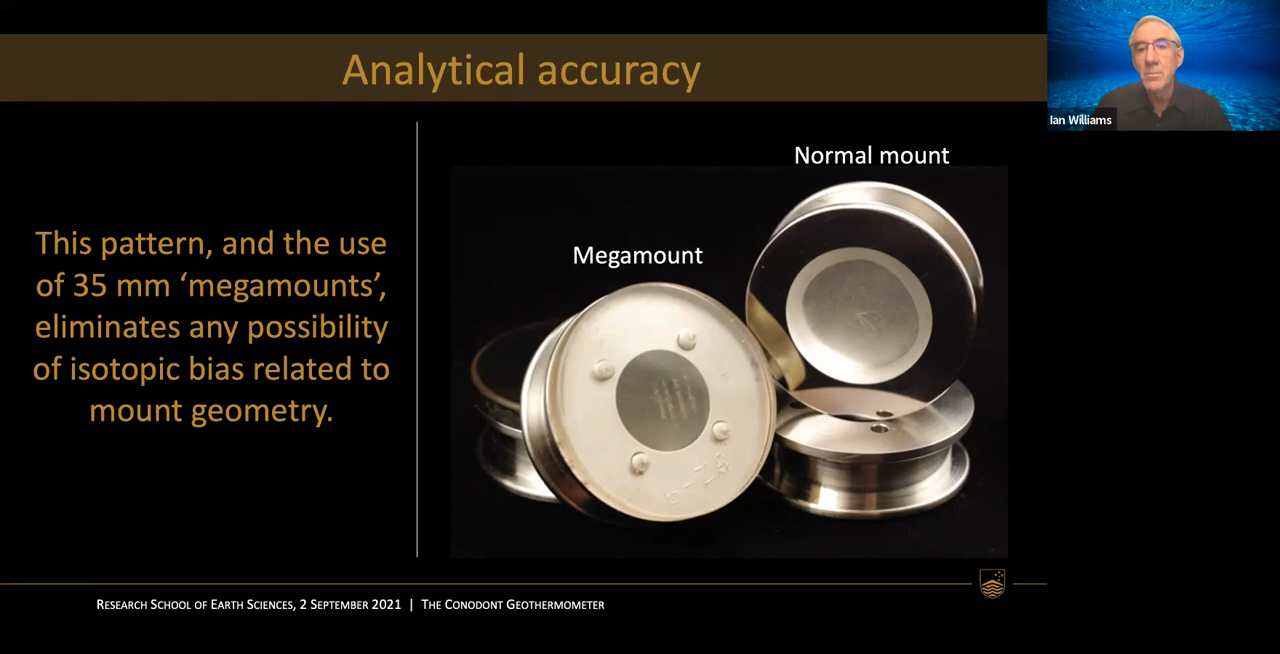 Analytical accuracy
Ian Williams
Normal mount
Megamount
This pattern, and the use
of 35 mm ‘megamounts’,
eliminates any possibility
of isotopic bias related to
mount geometry.
Research School of Earth Sciences, 2 September 2021 | The Conodont Geothermometer